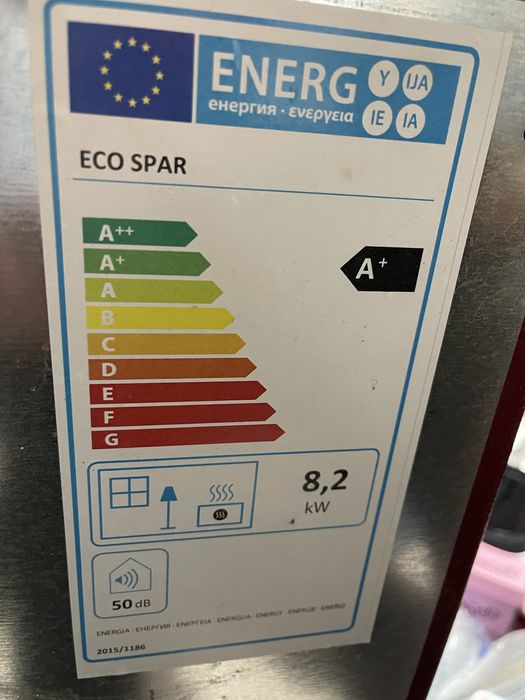 ENERG Y IJA
енергия · ενεργεια IE IA
ECO SPAR
A++
A+
A+
A
B
C
D
E
F
G
8,2
kW
50 dB
ENERGIA · ЕНЕРГИЯ · ΕΝΕΡΓΕΙΑ · ENERGIJA · ENERGY · ENERGIE · ENERGI
2015/1186